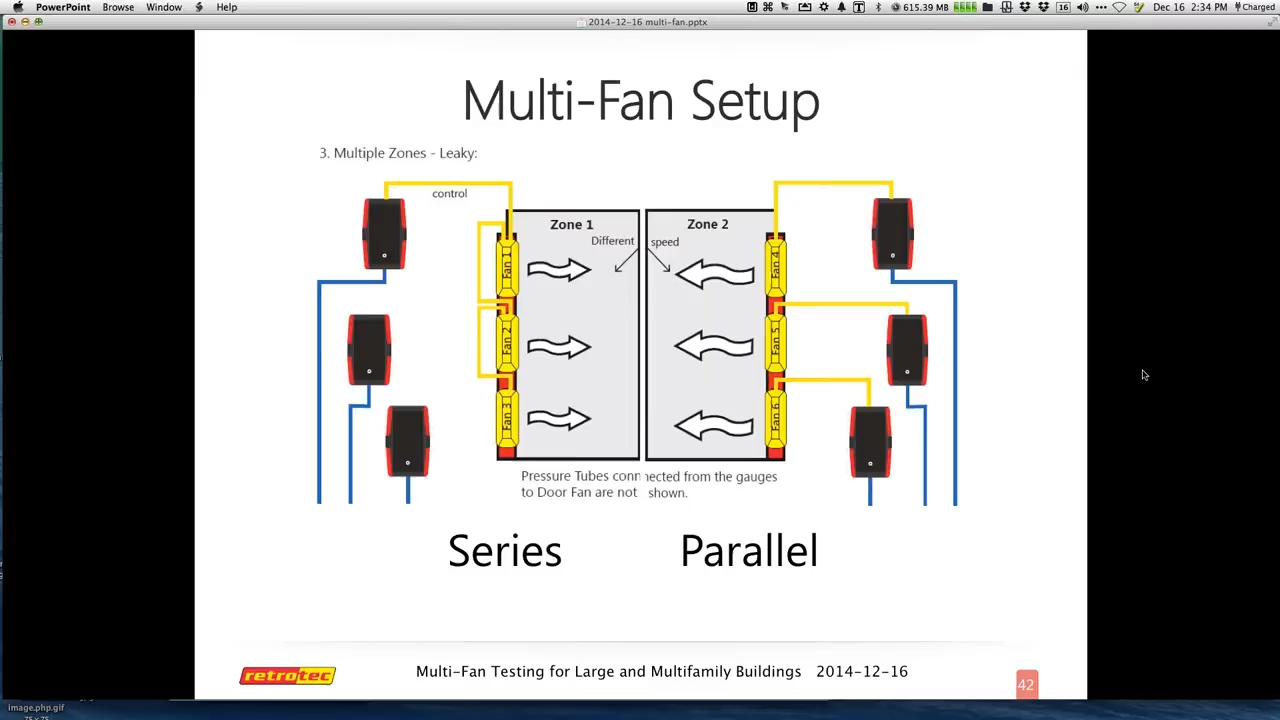 PowerPoint Browse Window Help
615.39 MB
16
Dec 16 2:34 PM
Charged
2014-12-16 multi-fan.pptx
Multi-Fan Setup
3. Multiple Zones - Leaky:
control
Zone 1
Zone 2
Different speed
Fan 1
Fan 2
Fan 3
Fan 4
Fan 5
Fan 6
Pressure Tubes conn nected from the gauges
to Door Fan are not shown.
Series Parallel
retrotec
Multi-Fan Testing for Large and Multifamily Buildings 2014-12-16
42
image.php.gif